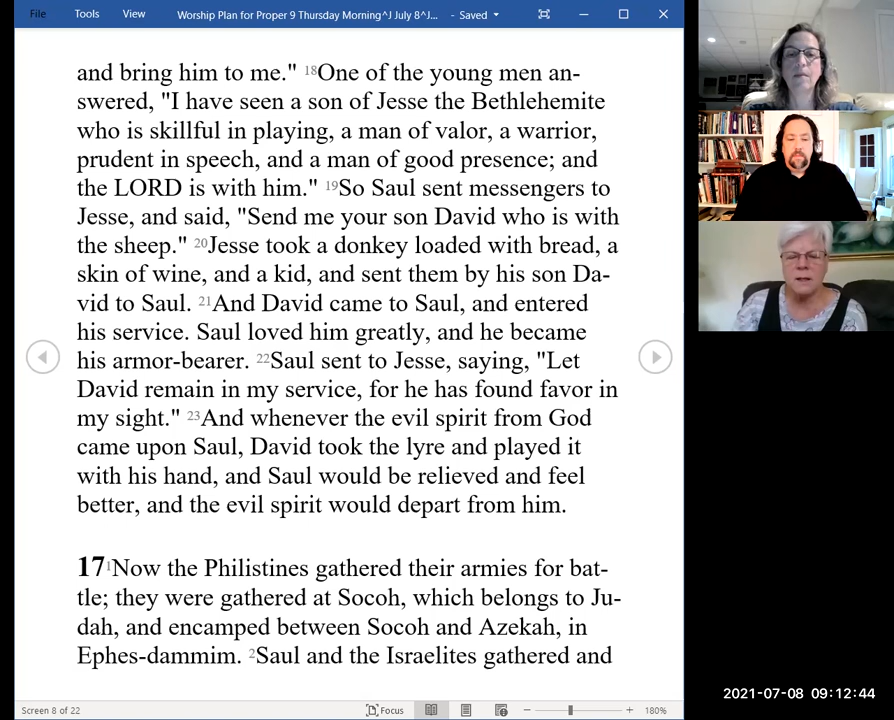 File Tools View Worship Plan for Proper 9 Thursday Morning^J July 8^J... - Saved
and bring him to me." 18One of the young men an-
swered, "I have seen a son of Jesse the Bethlehemite
who is skillful in playing, a man of valor, a warrior,
prudent in speech, and a man of good presence; and
the LORD is with him." 19So Saul sent messengers to
Jesse, and said, "Send me your son David who is with
the sheep." 20Jesse took a donkey loaded with bread, a
skin of wine, and a kid, and sent them by his son Da-
vid to Saul. 21And David came to Saul, and entered
his service. Saul loved him greatly, and he became
his armor-bearer. 22Saul sent to Jesse, saying, "Let
David remain in my service, for he has found favor in
my sight." 23And whenever the evil spirit from God
came upon Saul, David took the lyre and played it
with his hand, and Saul would be relieved and feel
better, and the evil spirit would depart from him.
171Now the Philistines gathered their armies for bat-
tle; they were gathered at Socoh, which belongs to Ju-
dah, and encamped between Socoh and Azekah, in
Ephes-dammim. 2Saul and the Israelites gathered and
Screen 8 of 22 Focus 180%
2021-07-08 09:12:44